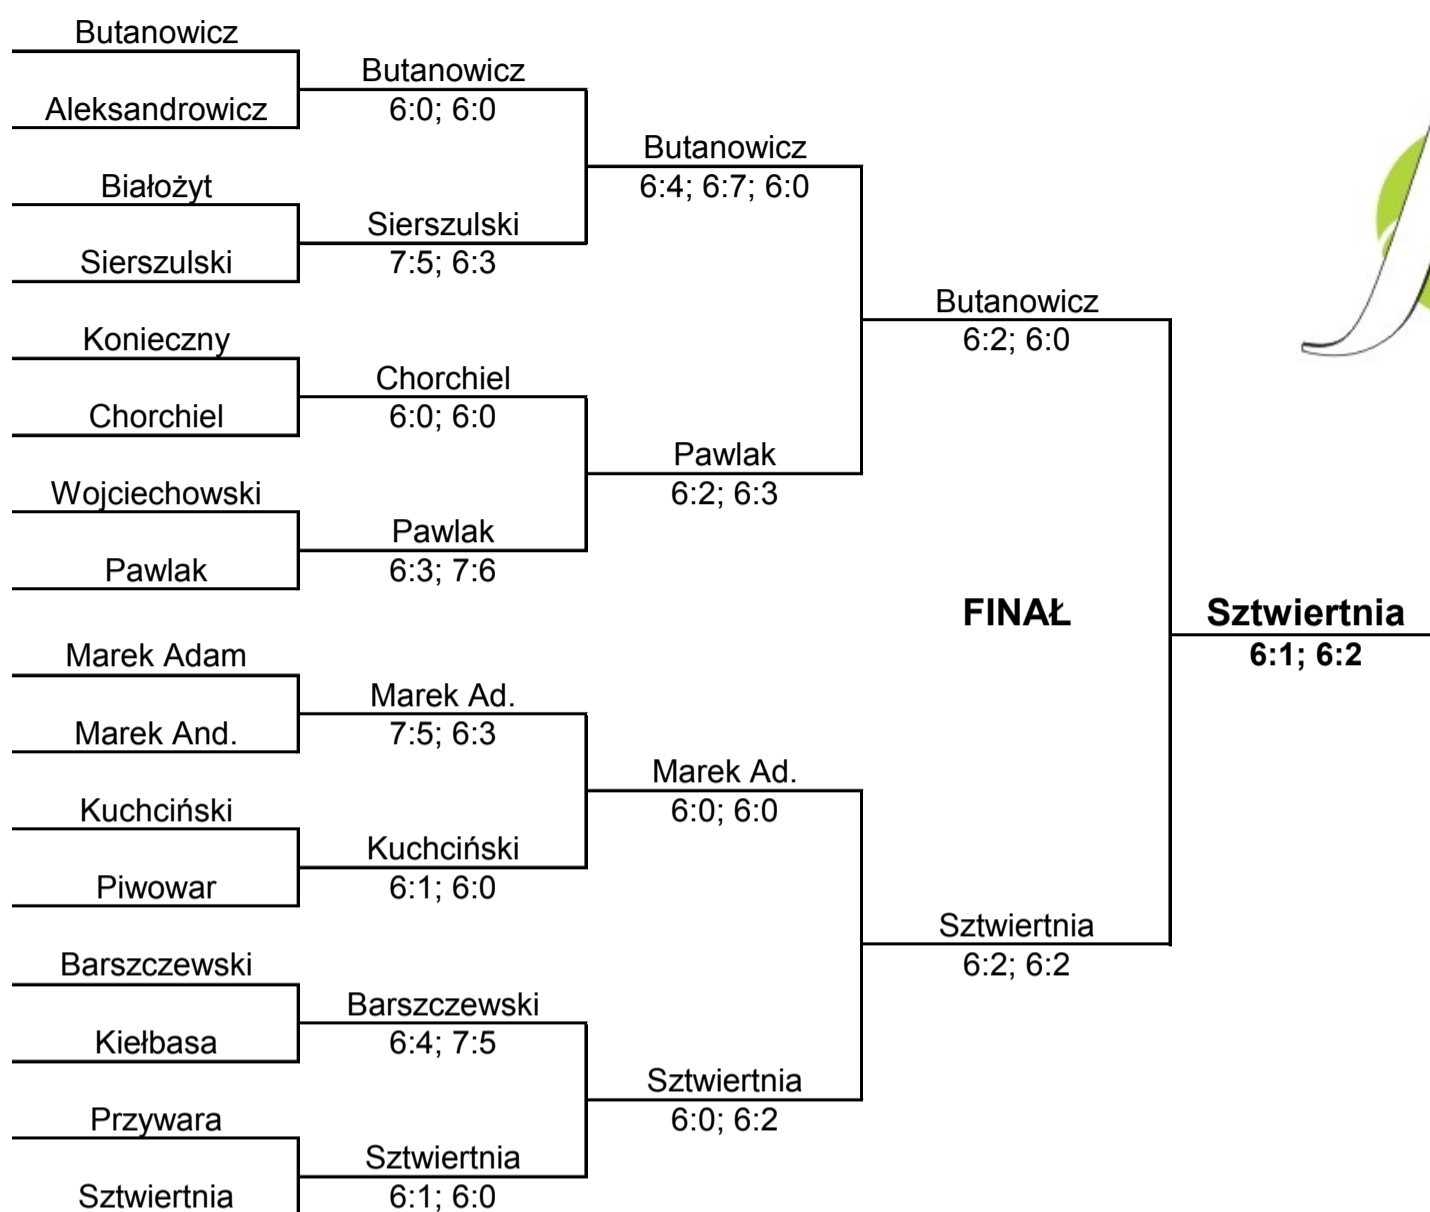 Butanowicz
Aleksandrowicz
Białożyt
Sierszulski
Konieczny
Chorchiel
Wojciechowski
Pawlak
Marek Adam
Marek And.
Kuchciński
Piwowar
Barszczewski
Kiełbasa
Przywara
Sztwiertnia
Butanowicz
6:0; 6:0
Sierszulski
7:5; 6:3
Chorchiel
6:0; 6:0
Pawlak
6:3; 7:6
Marek Ad.
7:5; 6:3
Kuchciński
6:1; 6:0
Barszczewski
6:4; 7:5
Sztwiertnia
6:1; 6:0
Butanowicz
6:4; 6:7; 6:0
Pawlak
6:2; 6:3
Marek Ad.
6:0; 6:0
Sztwiertnia
6:0; 6:2
Butanowicz
6:2; 6:0
FINAŁ
Sztwiertnia
6:2; 6:2
Sztwiertnia
6:1; 6:2